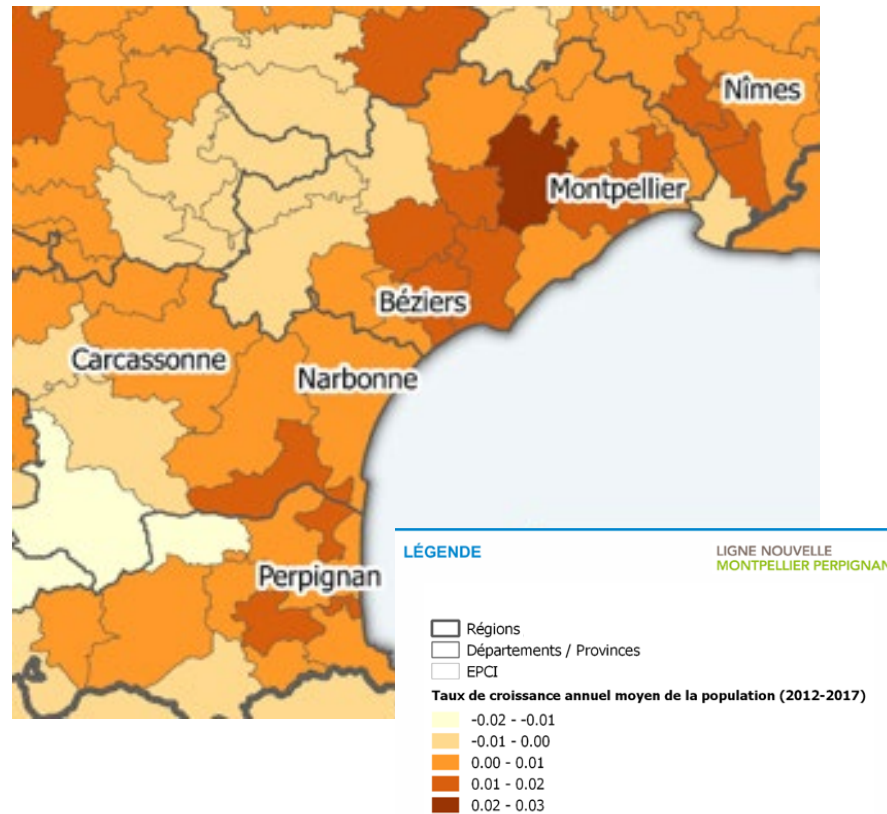 Nîmes
Montpellier
Béziers
Carcassonne
Narbonne
Perpignan
LÉGENDE
LIGNE NOUVELLE
MONTPELLIER PERPIGNAN
Régions
Départements / Provinces
EPCI
Taux de croissance annuel moyen de la population (2012-2017)
-0.02 - -0.01
-0.01 - 0.00
0.00 - 0.01
0.01 - 0.02
0.02 - 0.03